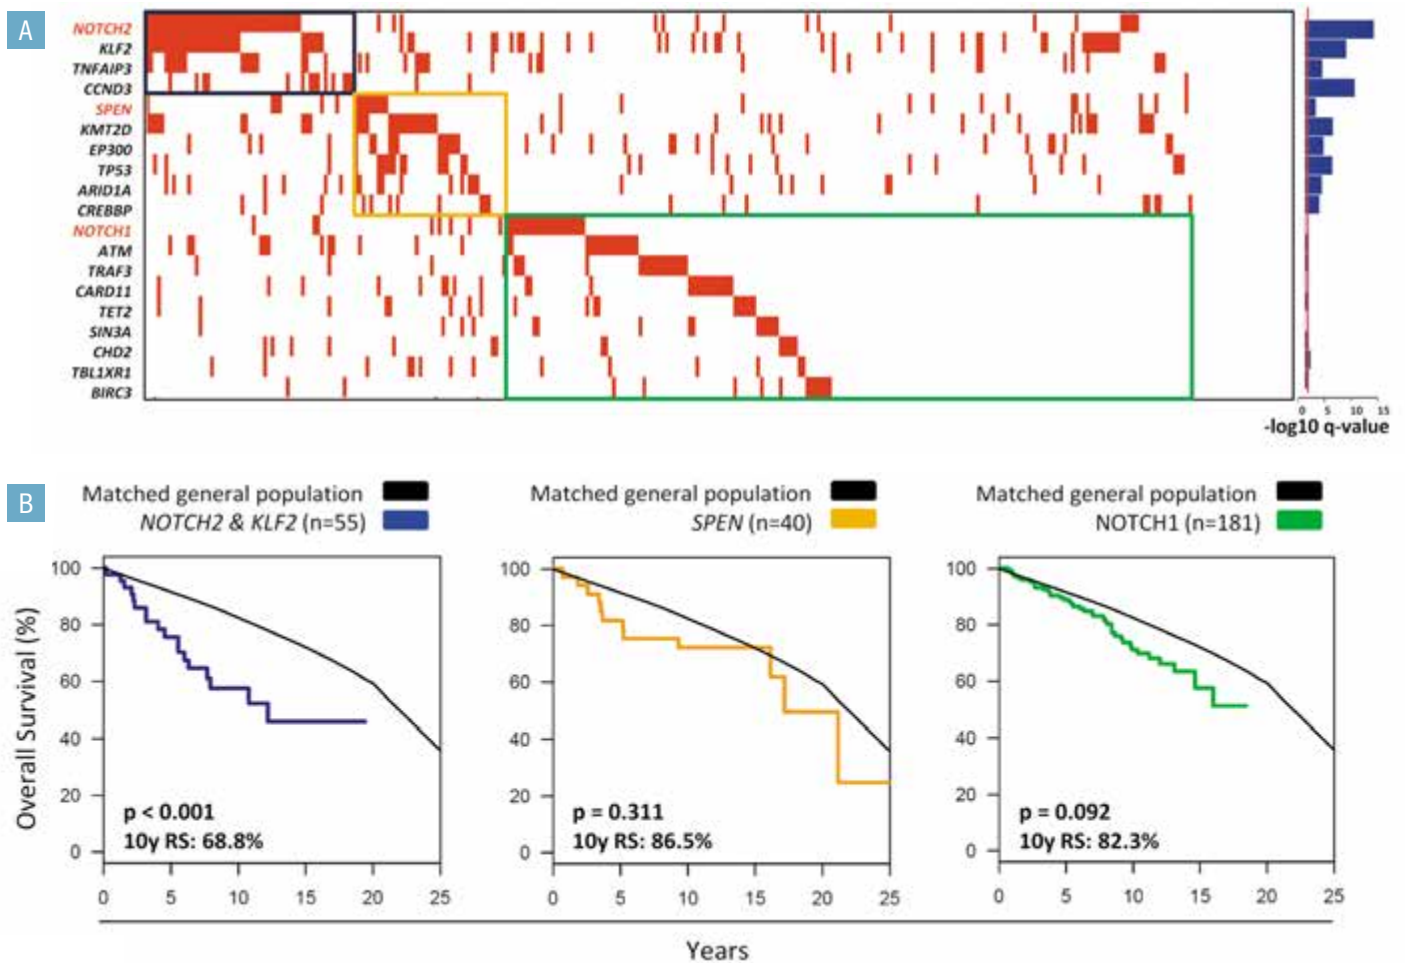 A
NOTCH2
KLF2
TNFAIP3
CCND3
SPEN
KMT2D
EP300
TP53
ARID1A
CREBBP
NOTCH1
ATM
TRAF3
CARD11
TET2
SIN3A
CHD2
TBL1XR1
BIRC3
0 5 10 15
-log10 q-value
B
Matched general population
NOTCH2 & KLF2 (n=55)
Matched general population
SPEN (n=40)
Matched general population
NOTCH1 (n=181)
Overall Survival (%)
100
80
60
40
20
0
p < 0.001
10y RS: 68.8%
0 5 10 15 20 25
100
80
60
40
20
0
p = 0.311
10y RS: 86.5%
0 5 10 15 20 25
100
80
60
40
20
0
p = 0.092
10y RS: 82.3%
0 5 10 15 20 25
Years